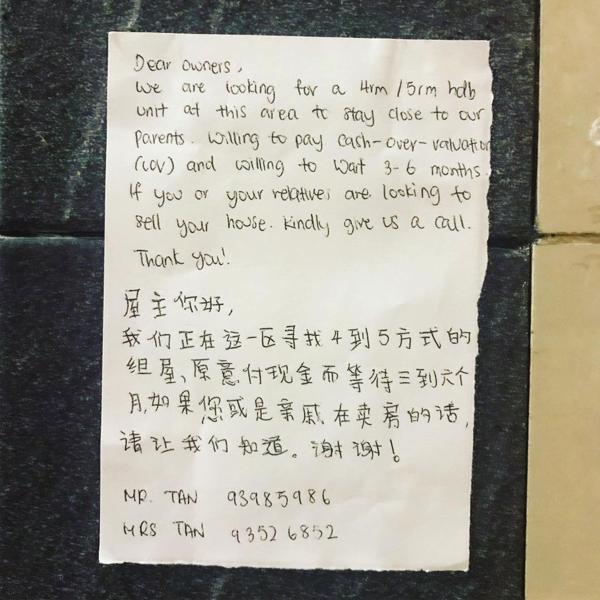 Dear owners,
We are looking for a 4rm /5rm hdb
unit at this area to stay close to our
parents. Willing to pay cash-over-valuation
(COV) and willing to wait 3-6 months.
If you or your relatives are looking to
sell your house. kindly give us a call.
Thank you!
屋主你好,
我们正在这一区寻找4到5方式的
组屋、愿意付现金而等待三到六个
月,如果您或是亲戚在卖房的话,
请让我们知道。谢谢!
MR. TAN 93985986
MRS TAN 93526852